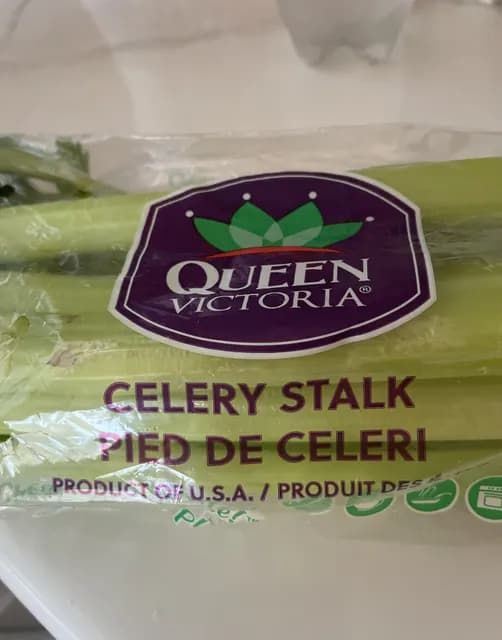 QUEEN
VICTORIA®
CELERY STALK
PIED DE CELERI
PRODUCT OF U.S.A. / PRODUIT DES